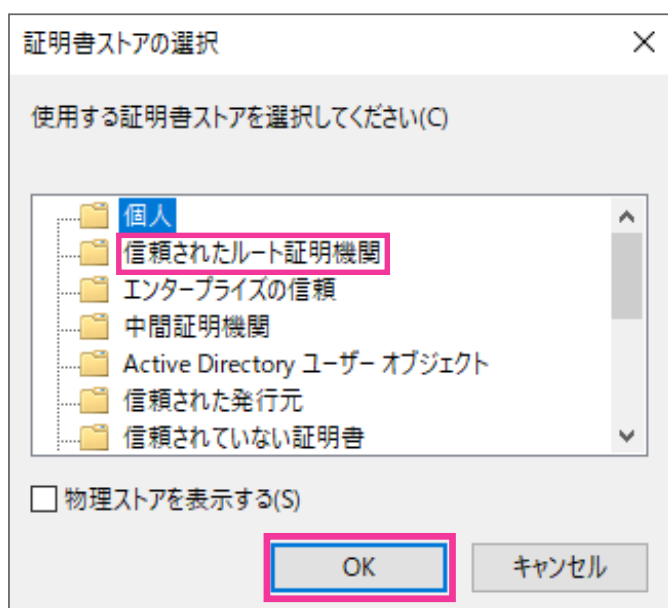 証明書ストアの選択
使用する証明書ストアを選択してください(C)
個人
信頼されたルート証明機関
エンタープライズの信頼
中間証明機関
Active Directory ユーザー オブジェクト
信頼された発行元
信頼されていない証明書
物理ストアを表示する(S)
OK キャンセル